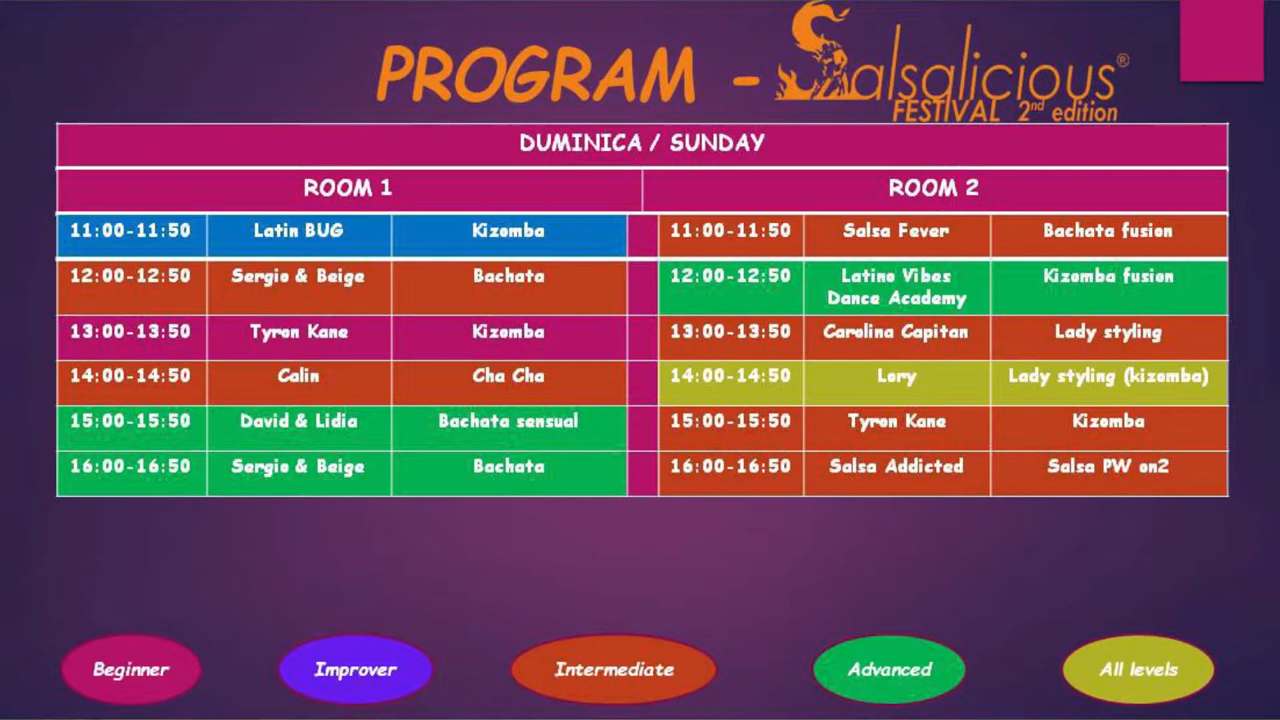 PROGRAM - Salsalicious®
FESTIVAL 2nd edition
DUMINICA / SUNDAY
ROOM 1 ROOM 2
11:00-11:50 Latin BUG Kizomba 11:00-11:50 Salsa Fever Bachata fusion
12:00-12:50 Sergio & Beige Bachata 12:00-12:50 Latino Vibes Kizomba fusion
Dance Academy
13:00-13:50 Tyron Kane Kizomba 13:00-13:50 Carolina Capitan Lady styling
14:00-14:50 Calin Cha Cha 14:00-14:50 Lory Lady styling (kizomba)
15:00-15:50 David & Lidia Bachata sensual 15:00-15:50 Tyron Kane Kizomba
16:00-16:50 Sergio & Beige Bachata 16:00-16:50 Salsa Addicted Salsa PW on2
Beginner Improver Intermediate Advanced All levels